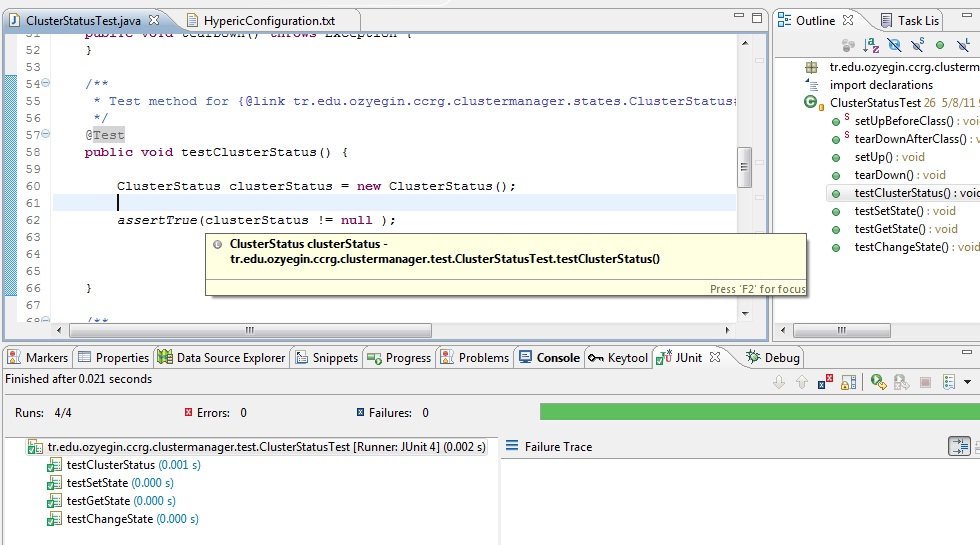 ClusterStatusTest.java
HypericConfiguration.txt
51 public void tearDown() throws Exception {
52 }
53
54 /**
55 * Test method for {@link tr.edu.ozyegin.ccrg.clustermanager.states.ClusterStatus#
56 */
57 @Test
58 public void testClusterStatus() {
59
60 ClusterStatus clusterStatus = new ClusterStatus();
61
62 assertTrue(clusterStatus != null );
63
64
65
66 }
67
68 /**
ClusterStatus clusterStatus -
tr.edu.ozyegin.ccrg.clustermanager.test.ClusterStatusTest.testClusterStatus()
Press 'F2' for focus
Outline
Task Lis
tr.edu.ozyegin.ccrg.clusterm
import declarations
ClusterStatusTest 26 5/8/11 9
setUpBeforeClass() : voi
tearDownAfterClass() : v
setUp() : void
tearDown() : void
testClusterStatus() : voic
testSetState() : void
testGetState() : void
testChangeState() : void
Markers
Properties
Data Source Explorer
Snippets
Progress
Problems
Console
Keytool
JUnit
Debug
Finished after 0.021 seconds
Runs: 4/4
Errors: 0
Failures: 0
tr.edu.ozyegin.ccrg.clustermanager.test.ClusterStatusTest [Runner: JUnit 4] (0.002 s)
testClusterStatus (0.001 s)
testSetState (0.000 s)
testGetState (0.000 s)
testChangeState (0.000 s)
Failure Trace